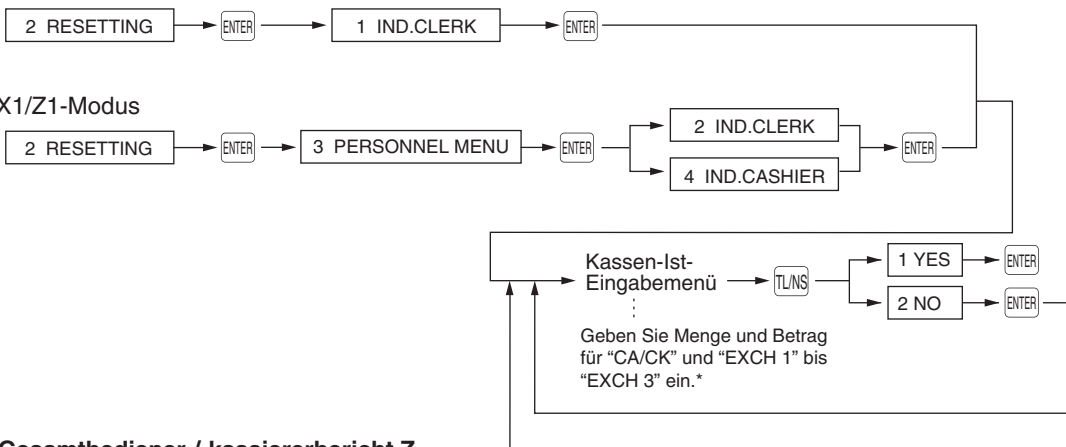 2 RESETTING ENTER 1 IND.CLERK ENTER
X1/Z1-Modus
2 RESETTING ENTER 3 PERSONNEL MENU ENTER 2 IND.CLERK ENTER
4 IND.CASHIER
Kassen-Ist-
Eingabemenü TL/NS 1 YES ENTER
2 NO ENTER
Geben Sie Menge und Betrag
für “CA/CK” und “EXCH 1” bis
“EXCH 3” ein.*
Gesamtbediener-/ kassiererbericht Z